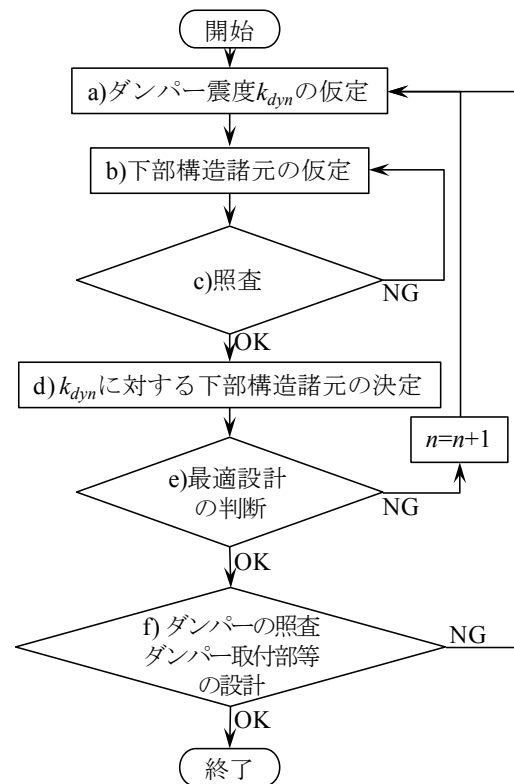 開始
a)ダンパー震度k_dynの仮定
b)下部構造諸元の仮定
c)照査
NG
OK
d) k_dynに対する下部構造諸元の決定
n=n+1
e)最適設計
の判断
NG
OK
f) ダンパーの照査
ダンパー取付部等
の設計
NG
OK
終了